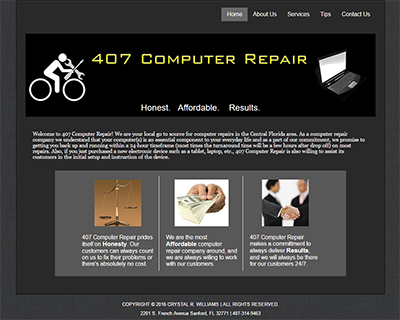 Home About Us Services Tips Contact Us
407 COMPUTER REPAIR
Honest. Affordable. Results.
Welcome to 407 Computer Repair! We are your local go to source for computer repairs in the Central Florida area. As a computer repair
company we understand that your computer(s) is an essential component to your everyday life and as a part of our commitment, we promise to
getting you back up and running within a 24-hour timeframe (most times the turnaround time will be a few hours after drop off) on most
repairs. Also, if you just purchased a new electronic device such as a tablet, laptop, etc., 407 Computer Repair is also willing to assist its
customers in the initial setup and instruction of the device.
407 Computer Repair prides
itself on Honesty. Our
customers can always count
on us to fix their problems or
there's absolutely no cost.
We are the most
Affordable computer
repair company around, and
we are always willing to work
with our customers.
407 Computer Repair
makes a commitment to
always deliver Results,
and we will always be there
for our customers 24/7.
COPYRIGHT © 2016 CRYSTAL R. WILLIAMS | ALL RIGHTS RESERVED.
2201 S. French Avenue Sanford, FL 32771 | 407-314-9463